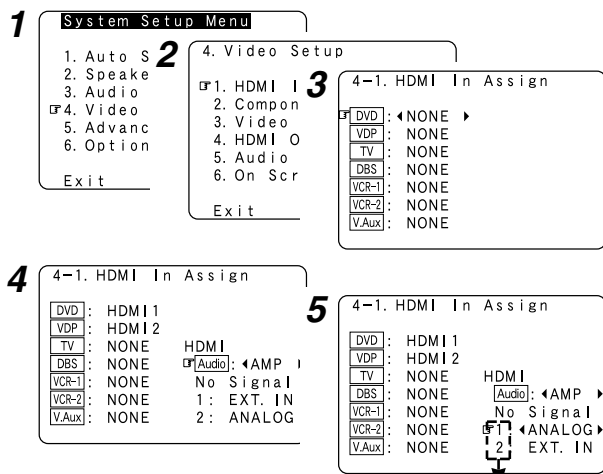 1
System Setup Menu
1. Auto S
2. Speake
3. Audio
☞4. Video
5. Advanc
6. Option
Exit
2
4. Video Setup
☞1. HDMI I
2. Compon
3. Video
4. HDMI O
5. Audio
6. On Scr
Exit
3
4-1. HDMI In Assign
☞DVD : ◀NONE ▶
VDP : NONE
TV : NONE
DBS : NONE
VCR-1 : NONE
VCR-2 : NONE
V.Aux : NONE
4
4-1. HDMI In Assign
DVD : HDMI1
VDP : HDMI2
TV : NONE HDMI
DBS : NONE ☞Audio : ◀AMP
VCR-1 : NONE No Signal
VCR-2 : NONE 1: EXT. IN
V.Aux : NONE 2: ANALOG
5
4-1. HDMI In Assign
DVD : HDMI1
VDP : HDMI2
TV : NONE HDMI
DBS : NONE Audio : ◀AMP ▶
VCR-1 : NONE No Signal
VCR-2 : NONE ☞1 ◀ANALOG▶
V.Aux : NONE 2 EXT. IN